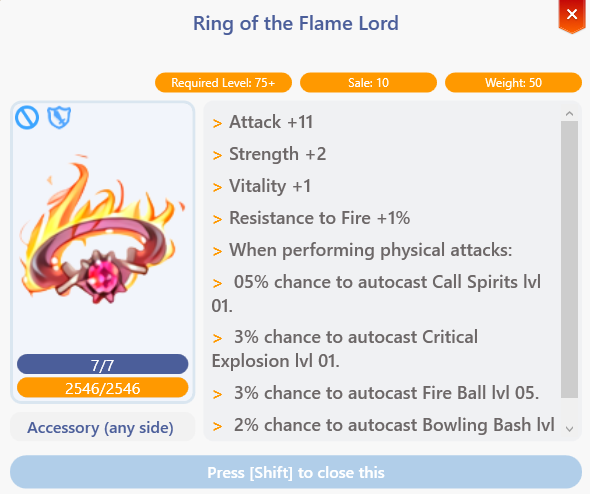 Ring of the Flame Lord
Required Level: 75+
Sale: 10
Weight: 50
> Attack +11
> Strength +2
> Vitality +1
> Resistance to Fire +1%
> When performing physical attacks:
> 05% chance to autocast Call Spirits lvl
01.
> 3% chance to autocast Critical
Explosion lvl 01.
> 3% chance to autocast Fire Ball lvl 05.
> 2% chance to autocast Bowling Bash lvl
7/7
2546/2546
Accessory (any side)
Press [Shift] to close this